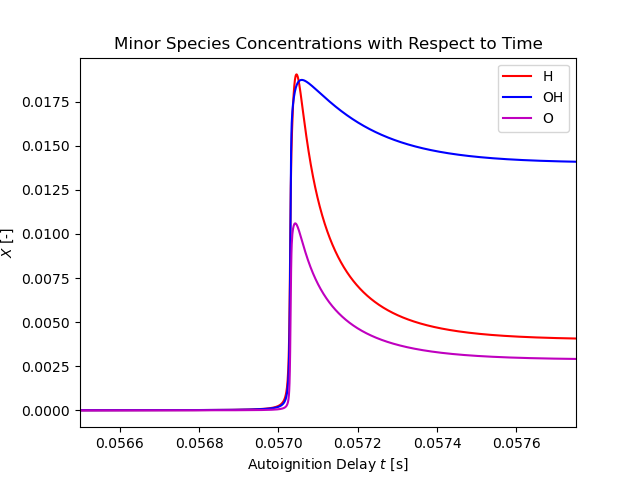 Minor Species Concentrations with Respect to Time
H
OH
O
0.0175
0.0150
0.0125
0.0100
0.0075
0.0050
0.0025
0.0000
X [-]
0.0566
0.0568
0.0570
0.0572
0.0574
0.0576
Autoignition Delay t [s]